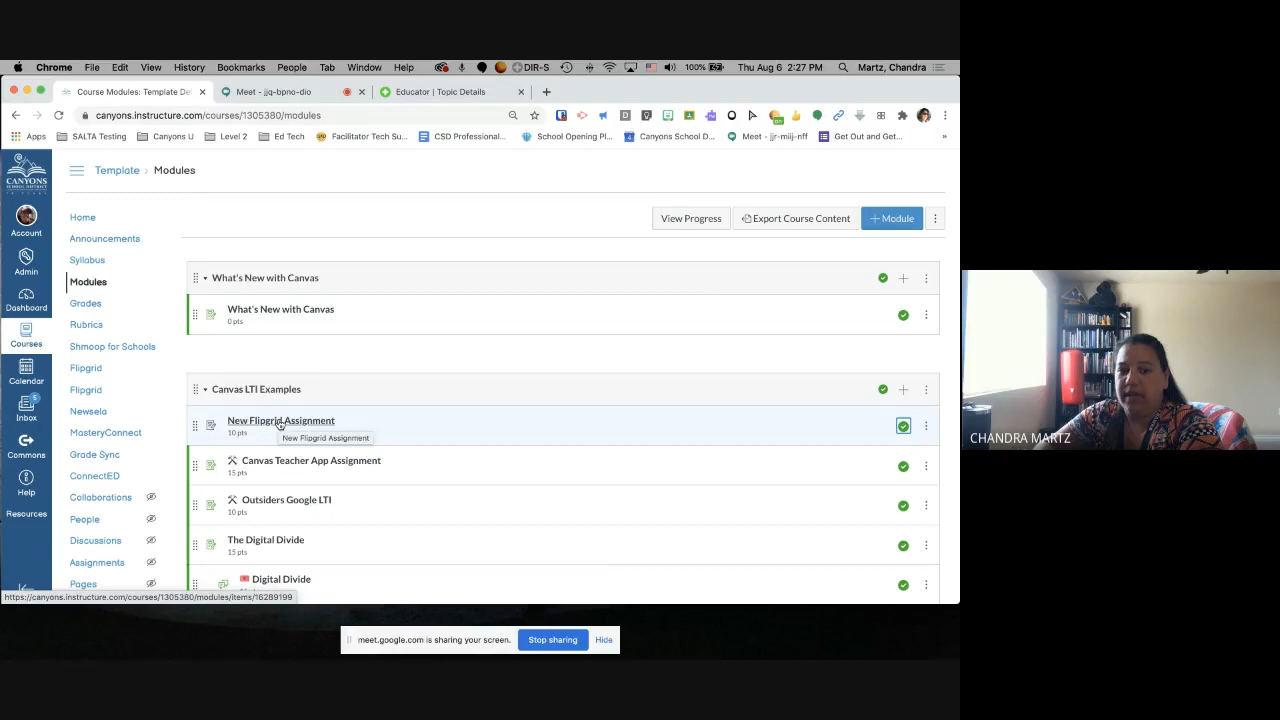 Chrome File Edit View History Bookmarks People Tab Window Help DIR-S 100% Thu Aug 6 2:27 PM Martz, Chandra
Course Modules: Template De Meet - jjq-bpno-dio Educator | Topic Details
canyons.instructure.com/courses/1305380/modules
Apps SALTA Testing Canyons U Level 2 Ed Tech Facilitator Tech Su... CSD Professional... School Opening Pl... Canyons School D... Meet - jjr-miij-nff Get Out and Get... »
CANYONS
Account
Admin
Dashboard
Courses
Calendar
5
Inbox
Commons
Help
Resources
Template › Modules
Home
Announcements
Syllabus
Modules
Grades
Rubrics
Shmoop for Schools
Flipgrid
Flipgrid
Newsela
MasteryConnect
Grade Sync
ConnectED
Collaborations
People
Discussions
Assignments
Pages
View Progress Export Course Content + Module
What's New with Canvas
What's New with Canvas
0 pts
Canvas LTI Examples
New Flipgrid Assignment
10 pts
New Flipgrid Assignment
Canvas Teacher App Assignment
15 pts
Outsiders Google LTI
10 pts
The Digital Divide
15 pts
Digital Divide
https://canyons.instructure.com/courses/1305380/modules/items/16289199
meet.google.com is sharing your screen. Stop sharing Hide
CHANDRA MARTZ